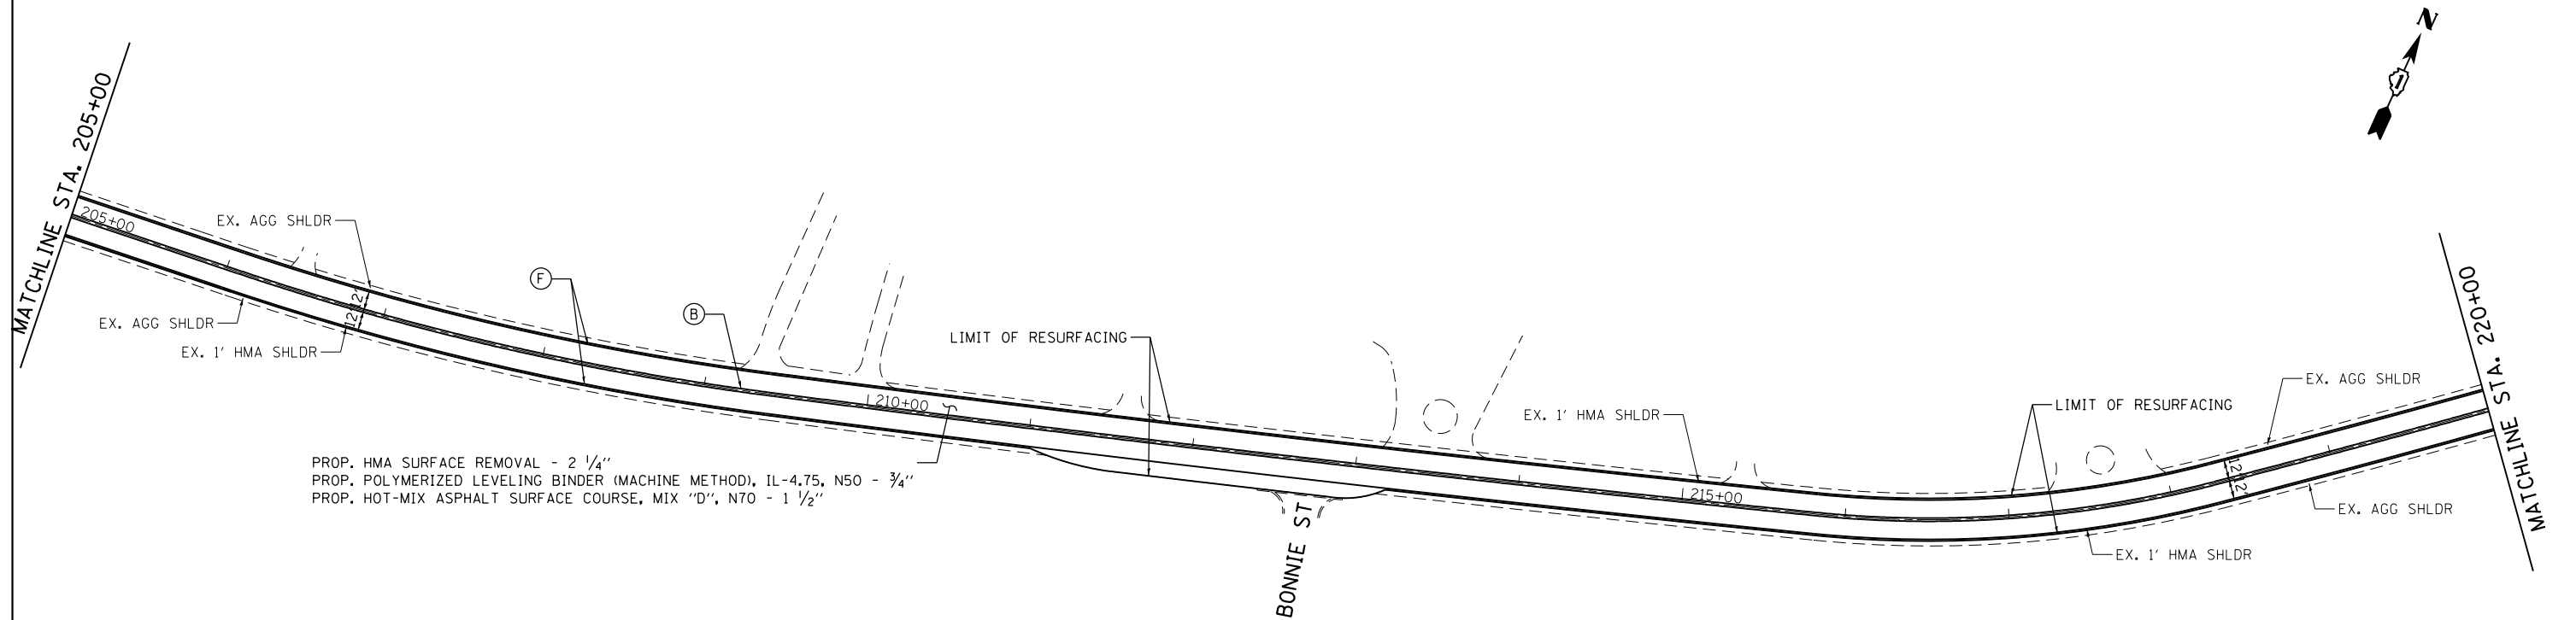 N
1
MATCHLINE STA. 205+00
205+00
EX. AGG SHLDR
EX. AGG SHLDR
EX. 1' HMA SHLDR
12'
12'
F
B
LIMIT OF RESURFACING
210+00
PROP. HMA SURFACE REMOVAL - 2 1/4"
PROP. POLYMERIZED LEVELING BINDER (MACHINE METHOD), IL-4.75, N50 - 3/4"
PROP. HOT-MIX ASPHALT SURFACE COURSE, MIX "D", N70 - 1 1/2"
BONNIE ST
EX. 1' HMA SHLDR
215+00
LIMIT OF RESURFACING
EX. AGG SHLDR
12'
12'
EX. AGG SHLDR
EX. 1' HMA SHLDR
MATCHLINE STA. 220+00